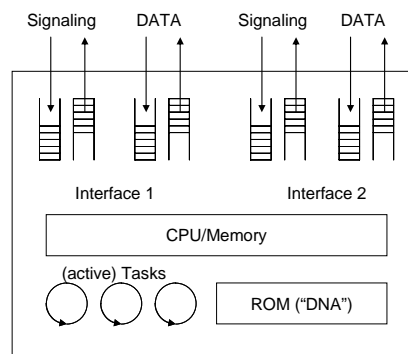 Signaling DATA Signaling DATA
Interface 1 Interface 2
CPU/Memory
(active) Tasks
ROM (“DNA”)